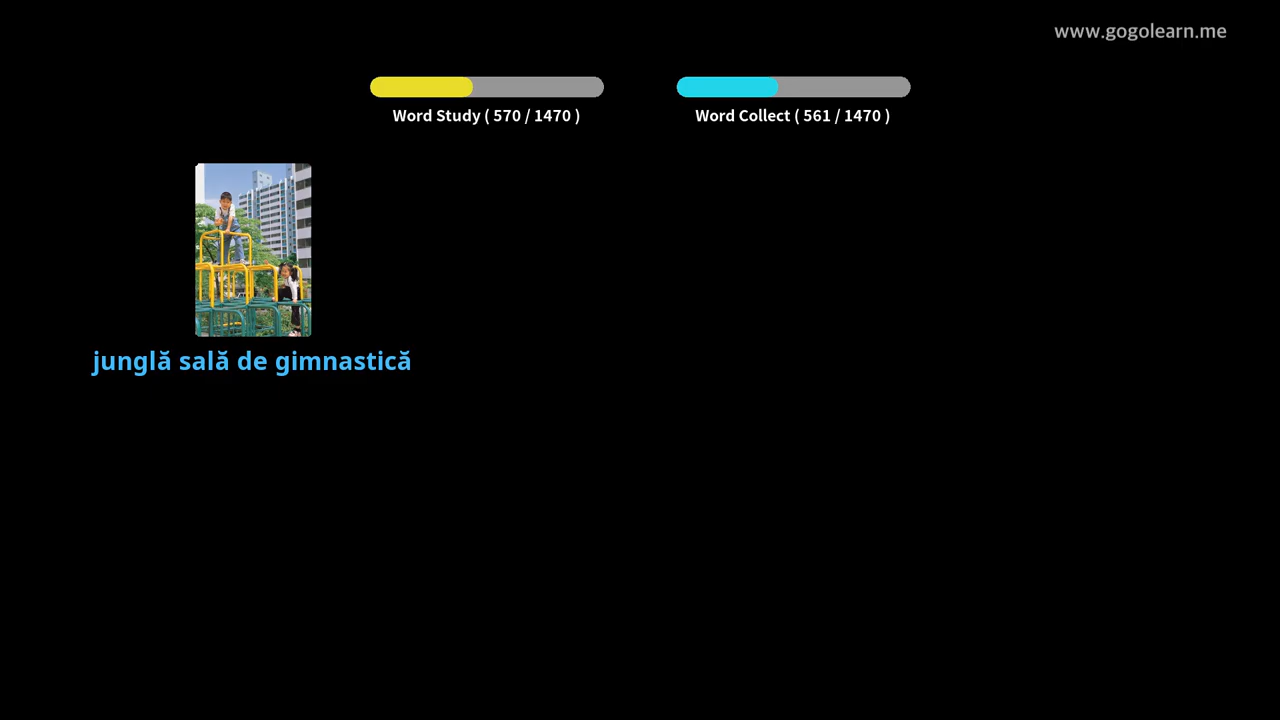 www.gogolearn.me
Word Study ( 570 / 1470 )
Word Collect ( 561 / 1470 )
junglă sală de gimnastică